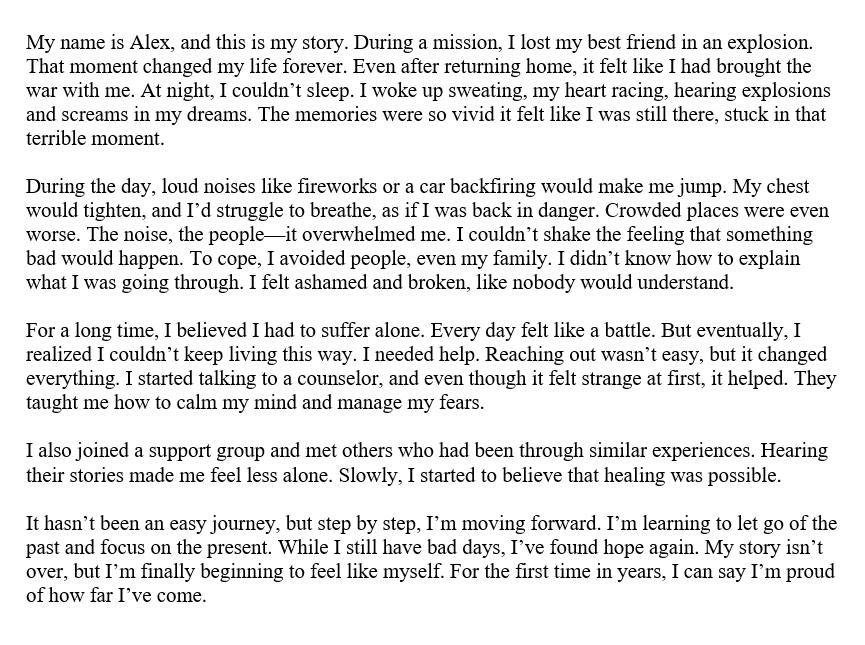 My name is Alex, and this is my story. During a mission, I lost my best friend in an explosion.
That moment changed my life forever. Even after returning home, it felt like I had brought the
war with me. At night, I couldn’t sleep. I woke up sweating, my heart racing, hearing explosions
and screams in my dreams. The memories were so vivid it felt like I was still there, stuck in that
terrible moment.
During the day, loud noises like fireworks or a car backfiring would make me jump. My chest
would tighten, and I’d struggle to breathe, as if I was back in danger. Crowded places were even
worse. The noise, the people—it overwhelmed me. I couldn’t shake the feeling that something
bad would happen. To cope, I avoided people, even my family. I didn’t know how to explain
what I was going through. I felt ashamed and broken, like nobody would understand.
For a long time, I believed I had to suffer alone. Every day felt like a battle. But eventually, I
realized I couldn’t keep living this way. I needed help. Reaching out wasn’t easy, but it changed
everything. I started talking to a counselor, and even though it felt strange at first, it helped. They
taught me how to calm my mind and manage my fears.
I also joined a support group and met others who had been through similar experiences. Hearing
their stories made me feel less alone. Slowly, I started to believe that healing was possible.
It hasn’t been an easy journey, but step by step, I’m moving forward. I’m learning to let go of the
past and focus on the present. While I still have bad days, I’ve found hope again. My story isn’t
over, but I’m finally beginning to feel like myself. For the first time in years, I can say I’m proud
of how far I’ve come.